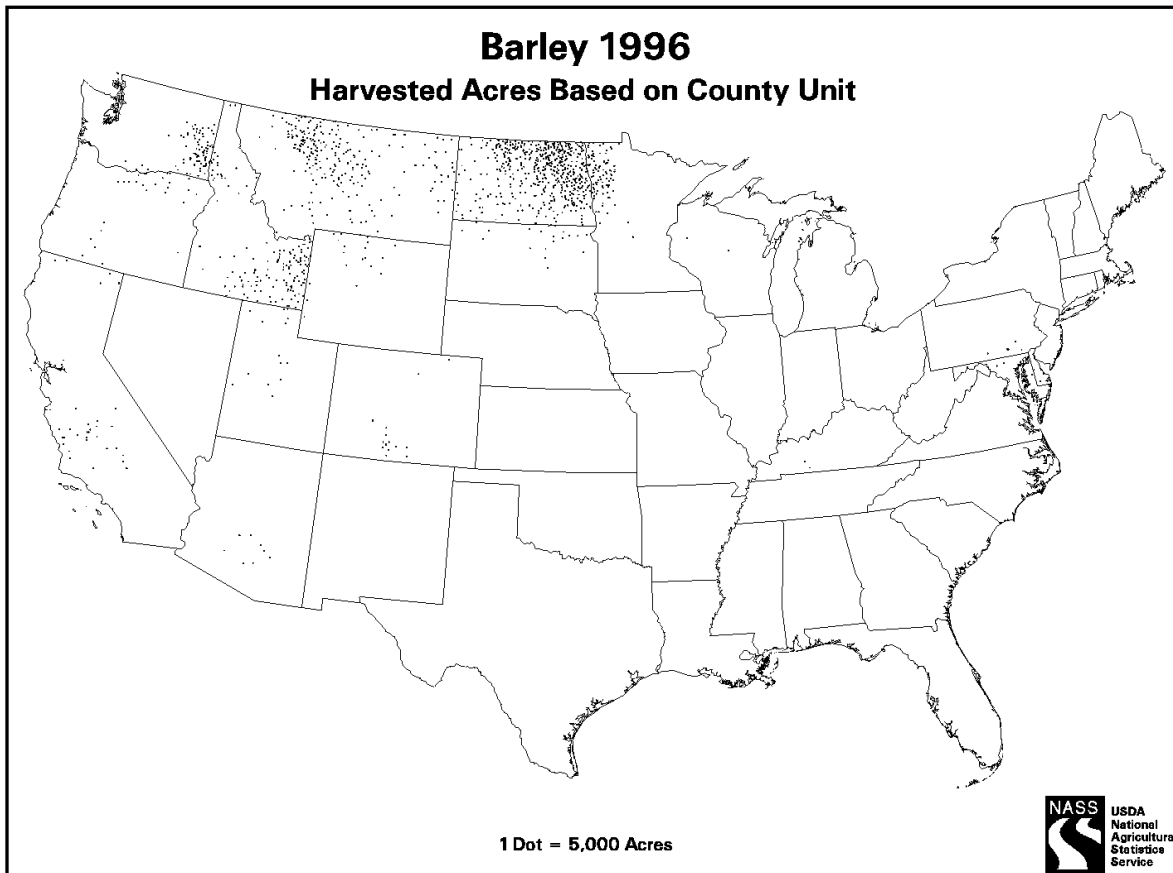 Barley 1996
Harvested Acres Based on County Unit
1 Dot = 5,000 Acres
NASS
USDA
National
Agricultural
Statistics
Service